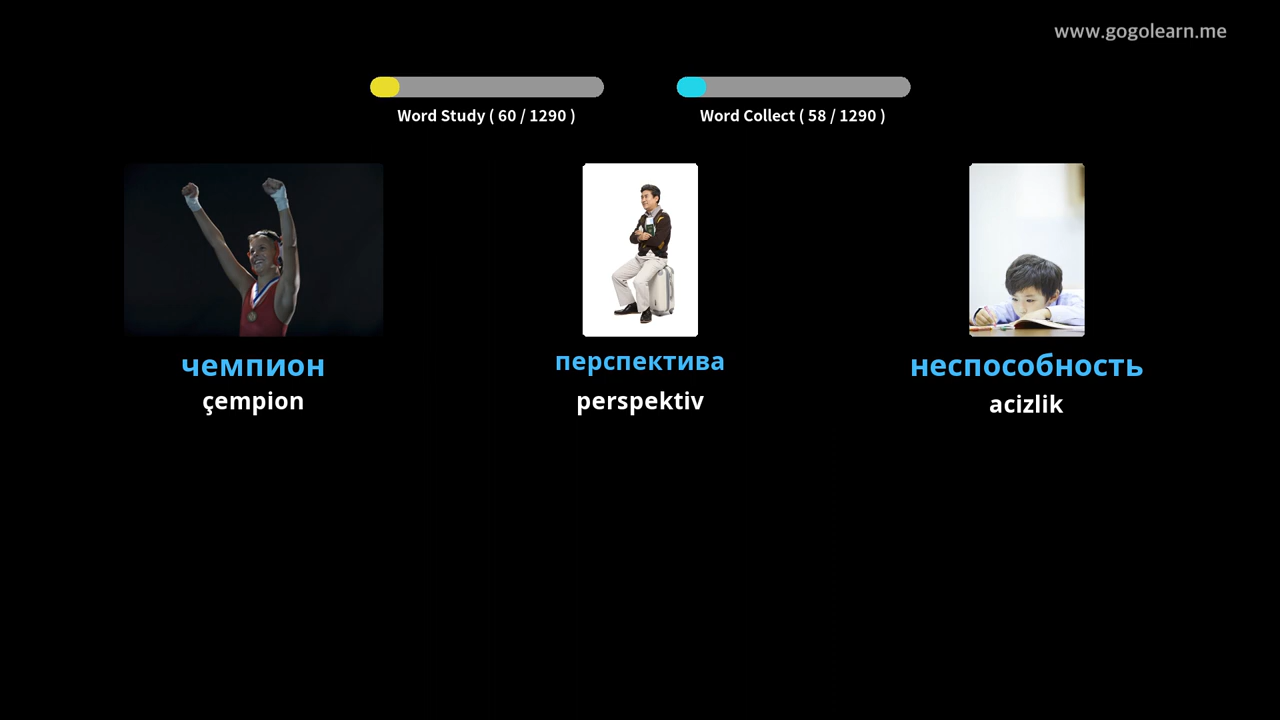 www.gogolearn.me
Word Study ( 60 / 1290 )
Word Collect ( 58 / 1290 )
чемпион
çempion
перспектива
perspektiv
неспособность
acizlik